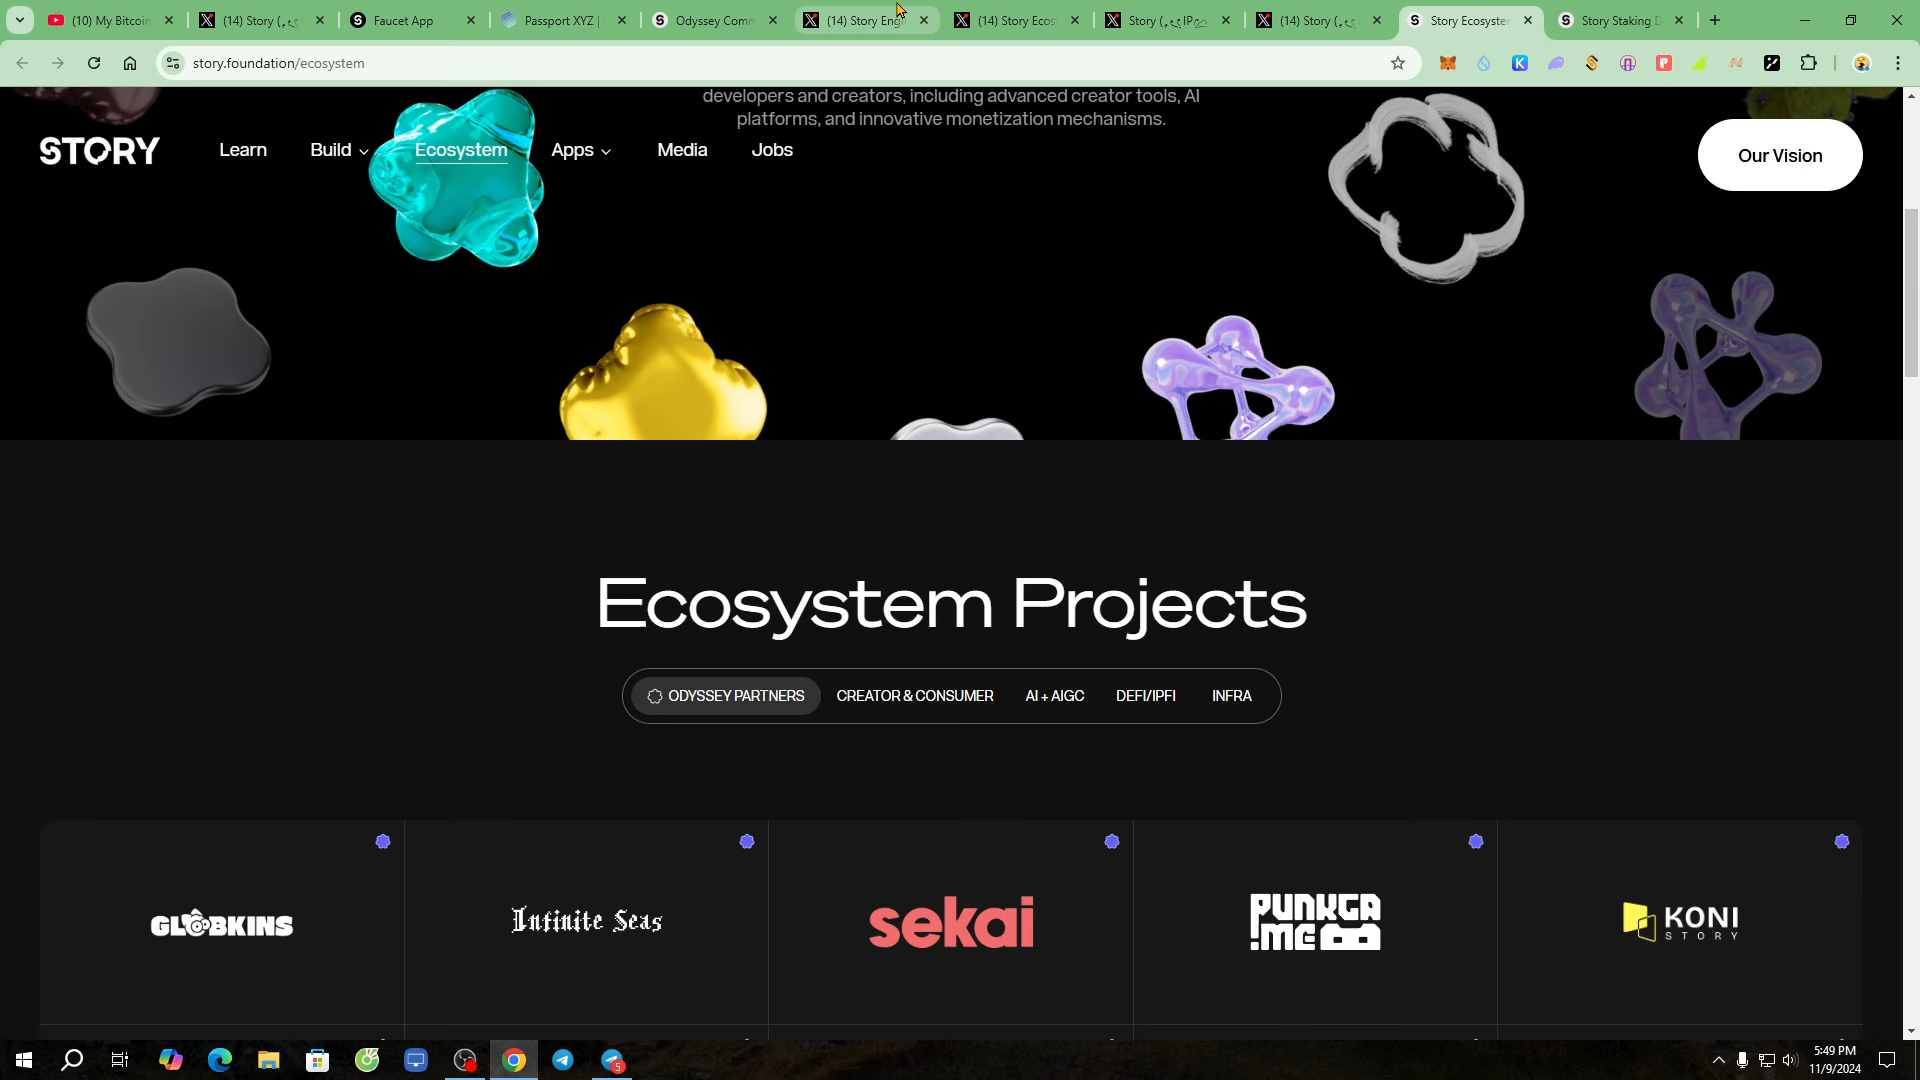 (10) My Bitcoin
(14) Story (
Faucet App
Passport XYZ |
Odyssey Comm
(14) Story Eng
(14) Story Ecos
Story (
IP
(14) Story (
Story Ecosyster
Story Staking D
story.foundation/ecosystem
developers and creators, including advanced creator tools, AI
platforms, and innovative monetization mechanisms.
STORY
Learn
Build
Ecosystem
Apps
Media
Jobs
Our Vision
Ecosystem Projects
ODYSSEY PARTNERS
CREATOR & CONSUMER
AI + AIGC
DEFI/IPFI
INFRA
GLOBKINS
Infinite Seas
sekai
PUNKGA
!ME
KONI
STORY
5
5:49 PM
11/9/2024